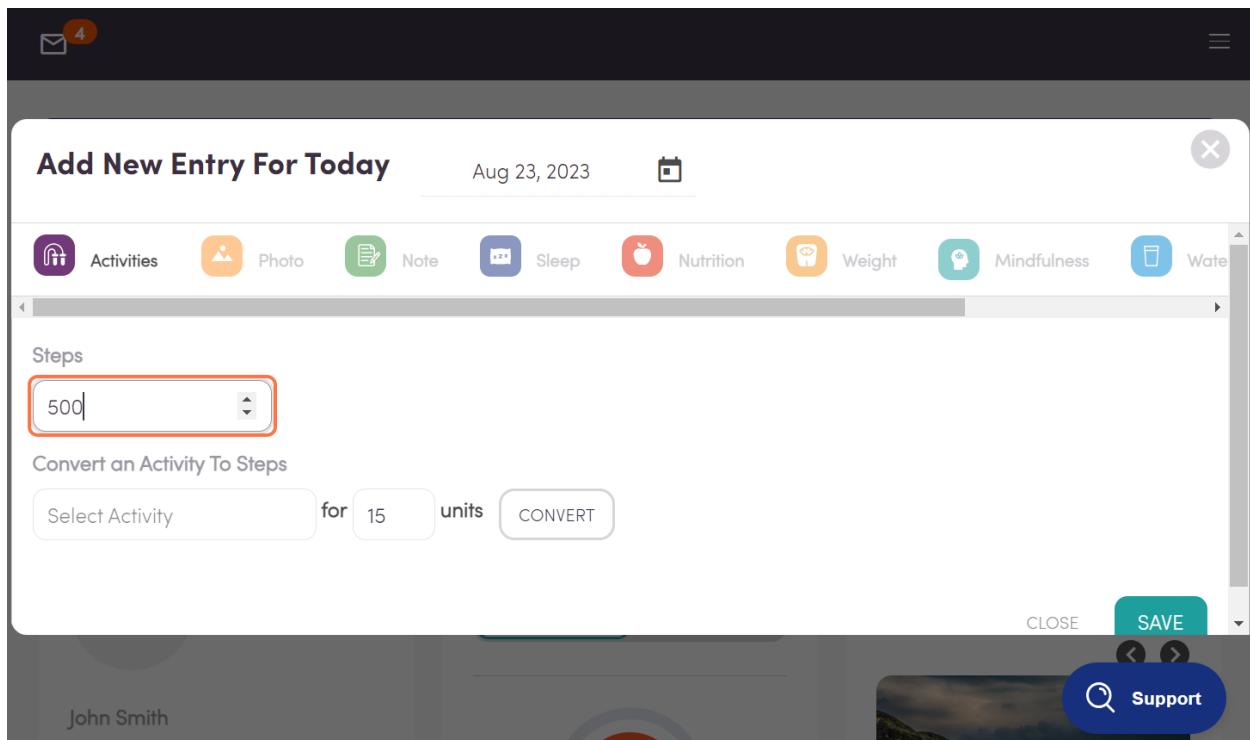 4
Add New Entry For Today
Aug 23, 2023
Activities Photo Note Sleep Nutrition Weight Mindfulness Wate
Steps
500
Convert an Activity To Steps
Select Activity for 15 units CONVERT
CLOSE SAVE
Support
John Smith